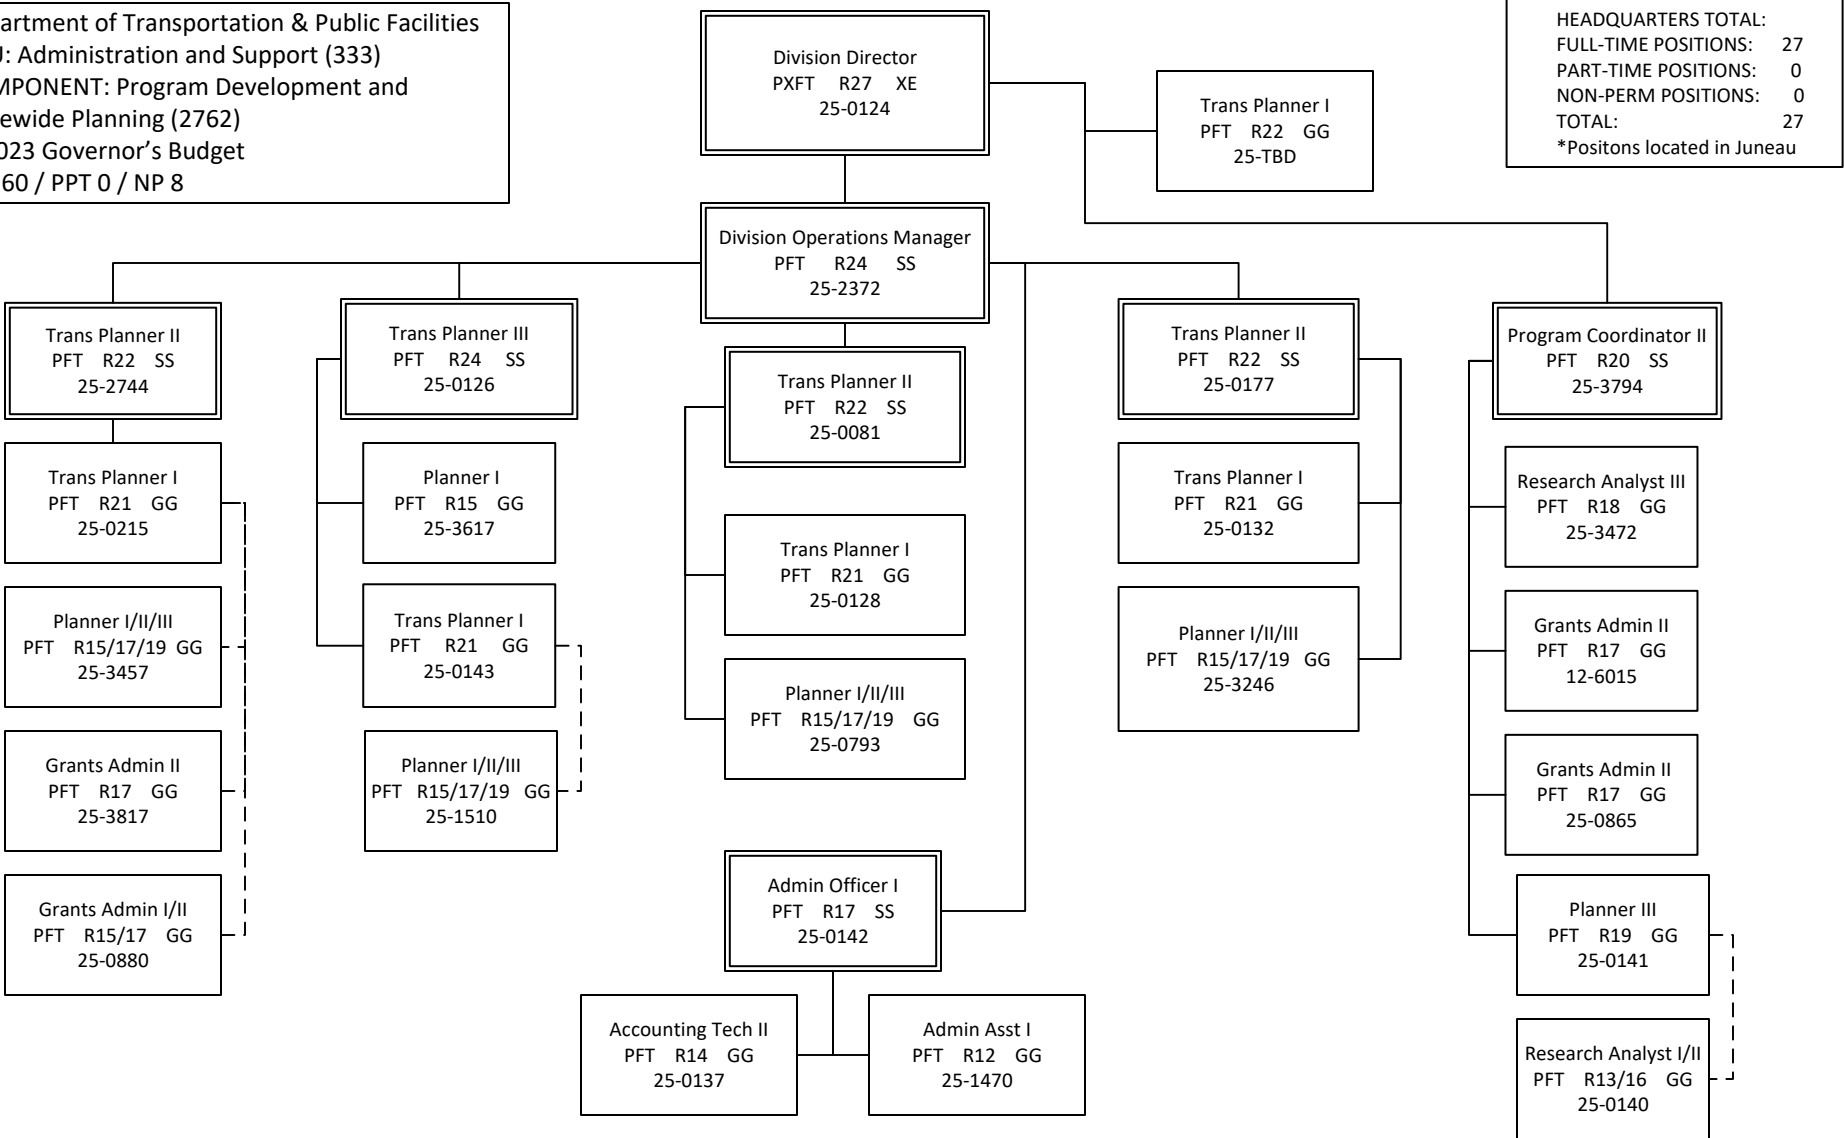 artment of Transportation & Public Facilities
: Administration and Support (333)
MPONENT: Program Development and
ewide Planning (2762)
023 Governor's Budget
60 / PPT 0 / NP 8
Division Director
PXFT R27 XE
25-0124
Trans Planner I
PFT R22 GG
25-TBD
HEADQUARTERS TOTAL:
FULL-TIME POSITIONS: 27
PART-TIME POSITIONS: 0
NON-PERM POSITIONS: 0
TOTAL: 27
*Positons located in Juneau
Division Operations Manager
PFT R24 SS
25-2372
Trans Planner II
PFT R22 SS
25-2744
Trans Planner III
PFT R24 SS
25-0126
Trans Planner II
PFT R22 SS
25-0081
Trans Planner II
PFT R22 SS
25-0177
Program Coordinator II
PFT R20 SS
25-3794
Trans Planner I
PFT R21 GG
25-0215
Planner I
PFT R15 GG
25-3617
Trans Planner I
PFT R21 GG
25-0128
Trans Planner I
PFT R21 GG
25-0132
Research Analyst III
PFT R18 GG
25-3472
Planner I/II/III
PFT R15/17/19 GG
25-3457
Trans Planner I
PFT R21 GG
25-0143
Planner I/II/III
PFT R15/17/19 GG
25-0793
Planner I/II/III
PFT R15/17/19 GG
25-3246
Grants Admin II
PFT R17 GG
12-6015
Grants Admin II
PFT R17 GG
25-3817
Planner I/II/III
PFT R15/17/19 GG
25-1510
Grants Admin II
PFT R17 GG
25-0865
Grants Admin I/II
PFT R15/17 GG
25-0880
Admin Officer I
PFT R17 SS
25-0142
Planner III
PFT R19 GG
25-0141
Accounting Tech II
PFT R14 GG
25-0137
Admin Asst I
PFT R12 GG
25-1470
Research Analyst I/II
PFT R13/16 GG
25-0140